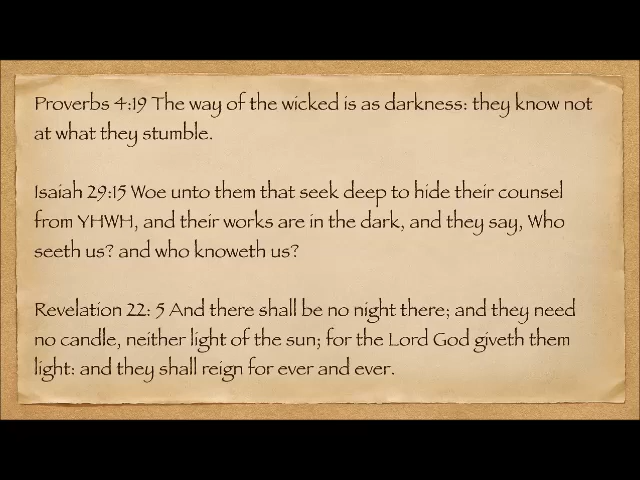 Proverbs 4:19 The way of the wicked is as darkness: they know not
at what they stumble.
Isaiah 29:15 Woe unto them that seek deep to hide their counsel
from YHWH, and their works are in the dark, and they say, Who
seeth us? and who knoweth us?
Revelation 22: 5 And there shall be no night there; and they need
no candle, neither light of the sun; for the Lord God giveth them
light: and they shall reign for ever and ever.